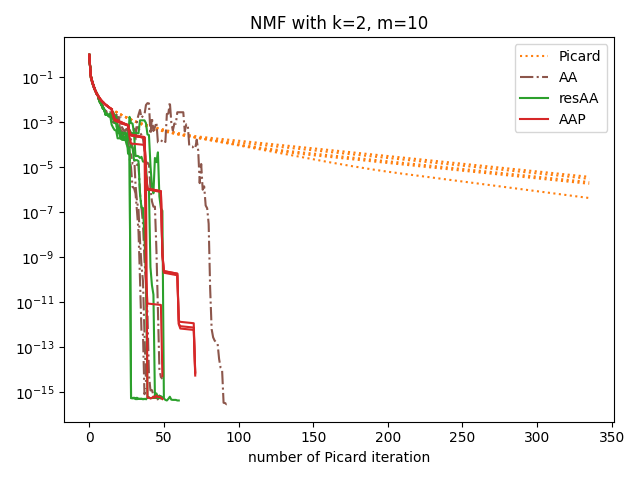 NMF with k=2, m=10
Picard
AA
resAA
AAP
10⁻¹
10⁻³
10⁻⁵
10⁻⁷
10⁻⁹
10⁻¹¹
10⁻¹³
10⁻¹⁵
0 50 100 150 200 250 300 350
number of Picard iteration